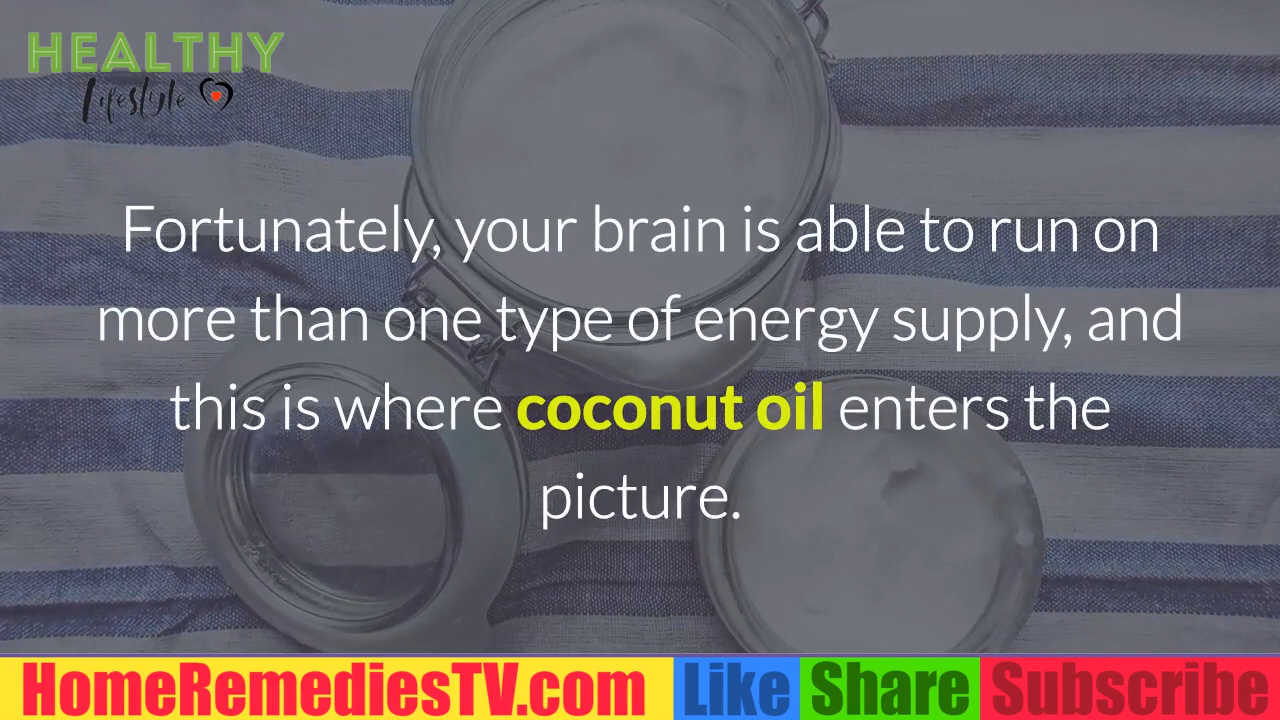 HEALTHY
lifestyle
Fortunately, your brain is able to run on
more than one type of energy supply, and
this is where coconut oil enters the
picture.
HomeRemediesTV.com Like Share Subscribe